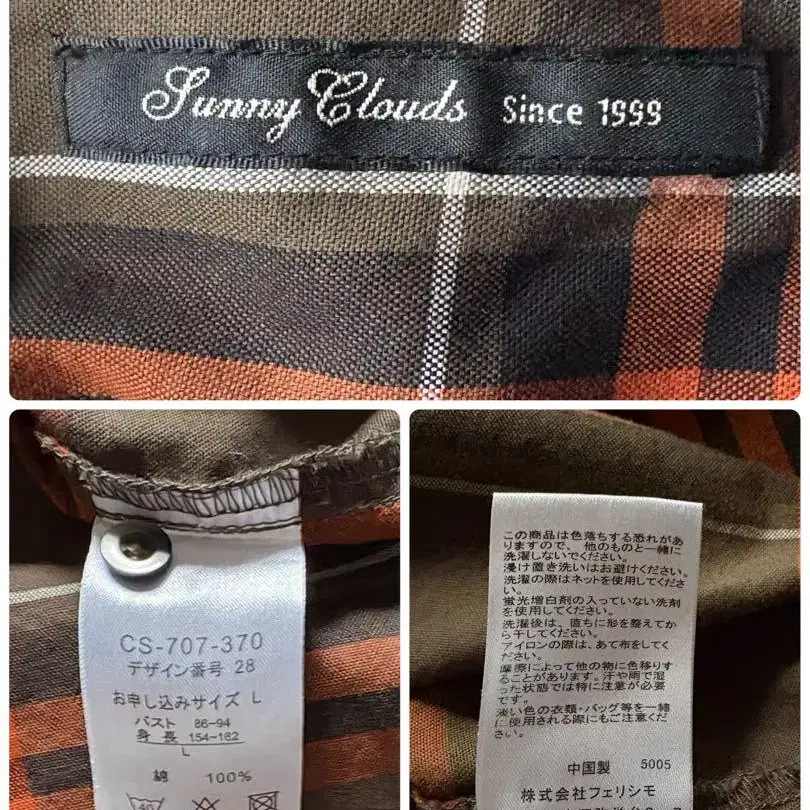 Sunny Clouds Since 1999
CS-707-370
デザイン番号 28
お申し込みサイズ L
バスト 86~94
身長 154~162
L
綿 100%
40
この商品は色落ちする恐れがあ
りますので、他のものと一緒に
洗濯しないでください。
浸け置き洗いはお避けください。
洗濯の際はネットを使用してくださ
い。
蛍光増白剤の入っていない洗剤
を使用してください。
洗濯後は、直ちに形を整えてか
ら干してください。
アイロンの際は、あて布をしてく
ださい。
摩擦によって他の物に色移りす
ることがあります。汗や雨で湿
った状態では特に注意が必要
です。
淡い色の衣類・バッグ等を一緒
に使用される際にもご注意くださ
い。
中国製 5005
株式会社フェリシモ